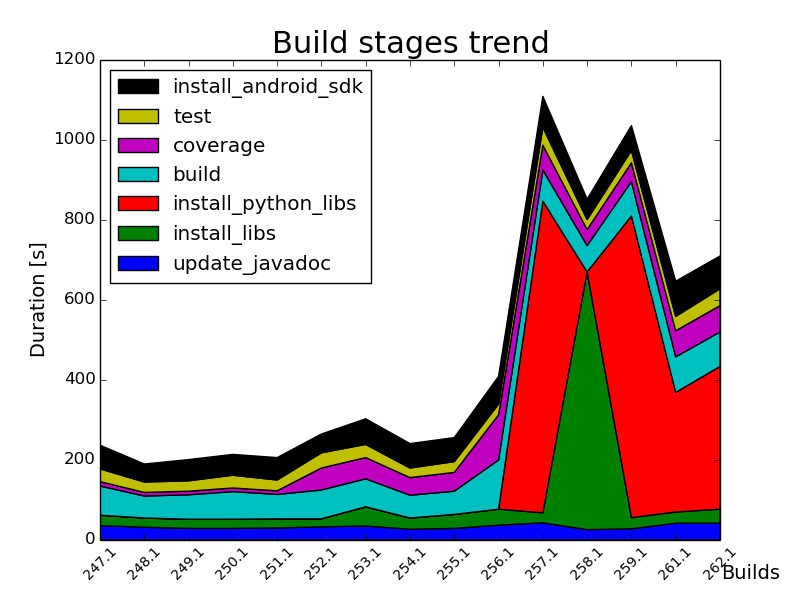 Build stages trend
1200
1000
800
600
400
200
0
Duration [s]
install_android_sdk
test
coverage
build
install_python_libs
install_libs
update_javadoc
247.1
248.1
249.1
250.1
251.1
252.1
253.1
254.1
255.1
256.1
257.1
258.1
259.1
261.1
262.1
Builds